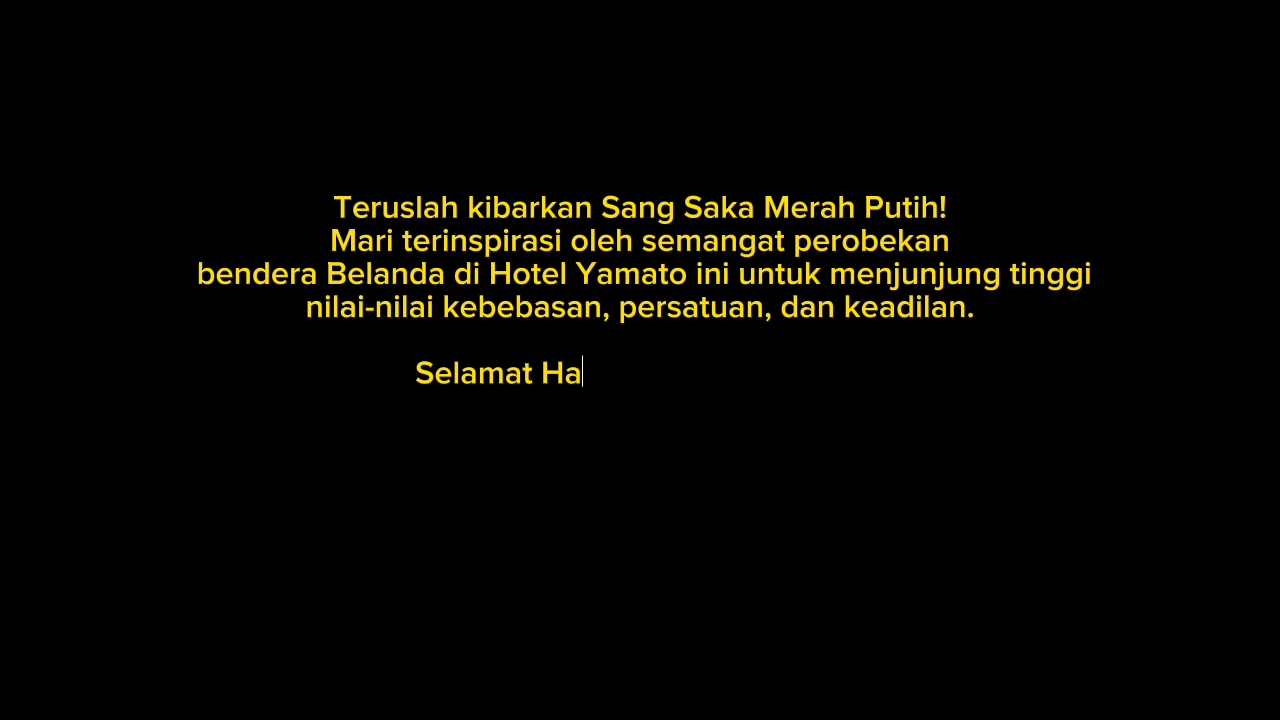 Teruslah kibarkan Sang Saka Merah Putih!
Mari terinspirasi oleh semangat perobekan
bendera Belanda di Hotel Yamato ini untuk menjunjung tinggi
nilai-nilai kebebasan, persatuan, dan keadilan.
Selamat Ha